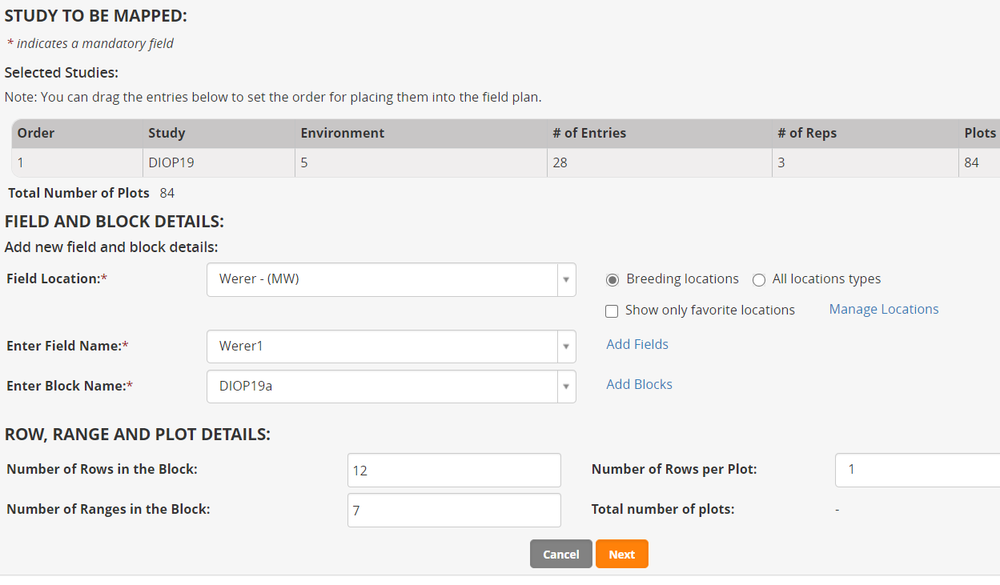 STUDY TO BE MAPPED:
* indicates a mandatory field
Selected Studies:
Note: You can drag the entries below to set the order for placing them into the field plan.
Order Study Environment # of Entries # of Reps Plots
1 DIOP19 5 28 3 84
Total Number of Plots 84
FIELD AND BLOCK DETAILS:
Add new field and block details:
Field Location:* Werer - (MW) Breeding locations All locations types
Show only favorite locations Manage Locations
Enter Field Name:* Werer1 Add Fields
Enter Block Name:* DIOP19a Add Blocks
ROW, RANGE AND PLOT DETAILS:
Number of Rows in the Block: 12 Number of Rows per Plot: 1
Number of Ranges in the Block: 7 Total number of plots: -
Cancel Next